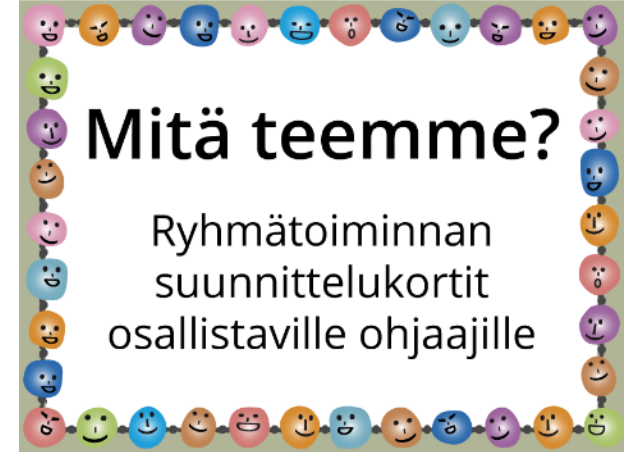 Mitä teemme?
Ryhmätoiminnan
suunnittelukortit
osallistaville ohjaajille